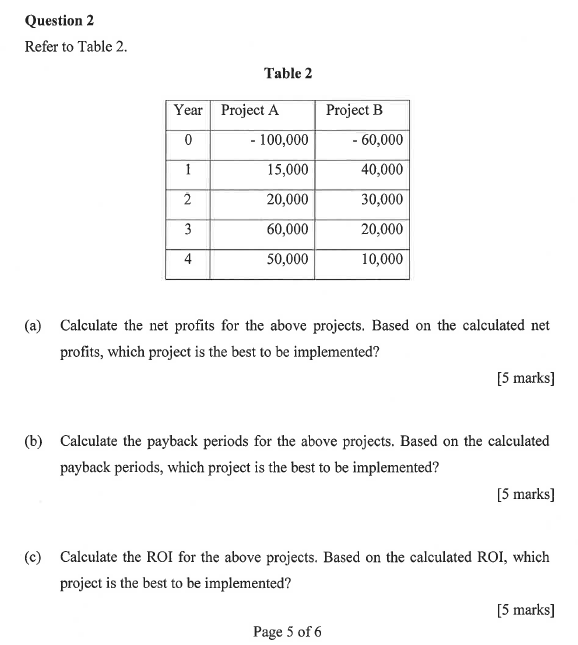 Question 2
Refer to Table 2.
Table 2
Year Project A Project B
0 - 100,000 - 60,000
1 15,000 40,000
2 20,000 30,000
3 60,000 20,000
4 50,000 10,000
(a) Calculate the net profits for the above projects. Based on the calculated net
profits, which project is the best to be implemented?
[5 marks]
(b) Calculate the payback periods for the above projects. Based on the calculated
payback periods, which project is the best to be implemented?
[5 marks]
(c) Calculate the ROI for the above projects. Based on the calculated ROI, which
project is the best to be implemented?
[5 marks]
Page 5 of 6